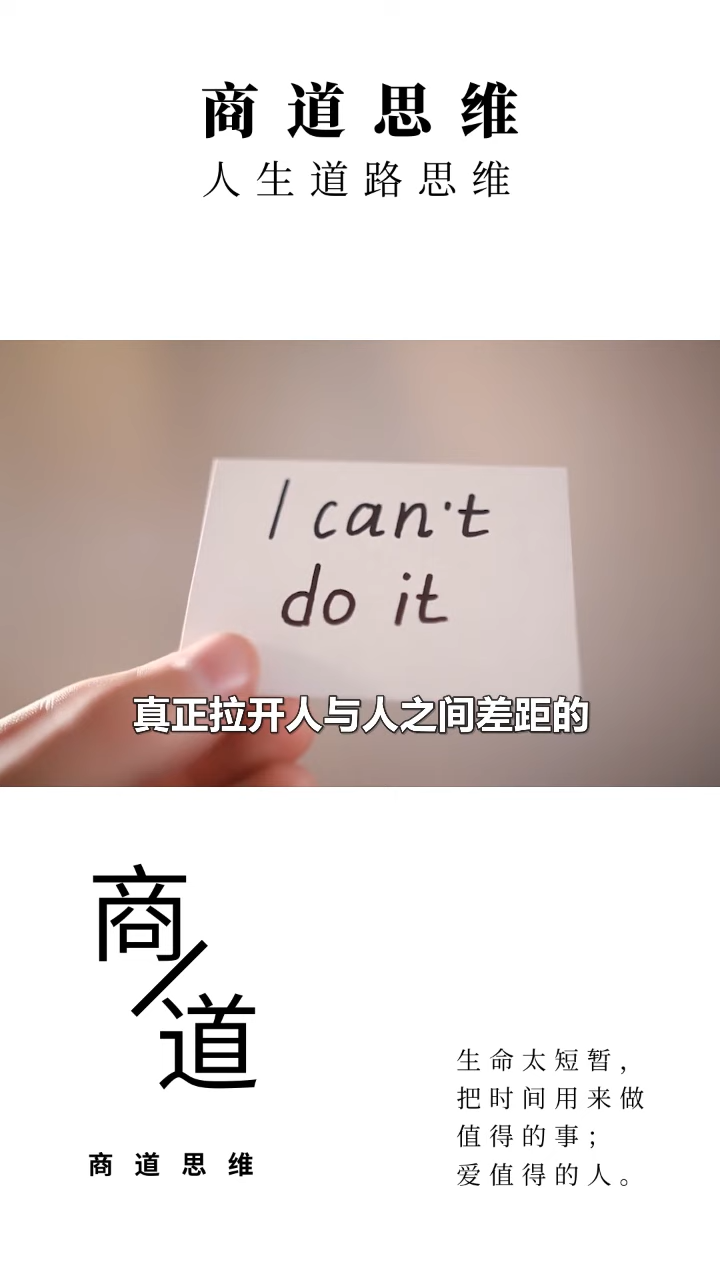 商道思维
人生道路思维
I can't
do it
真正拉开人与人之间差距的
商/道
商道思维
生命太短暂，
把时间用来做
值得的事；
爱值得的人。